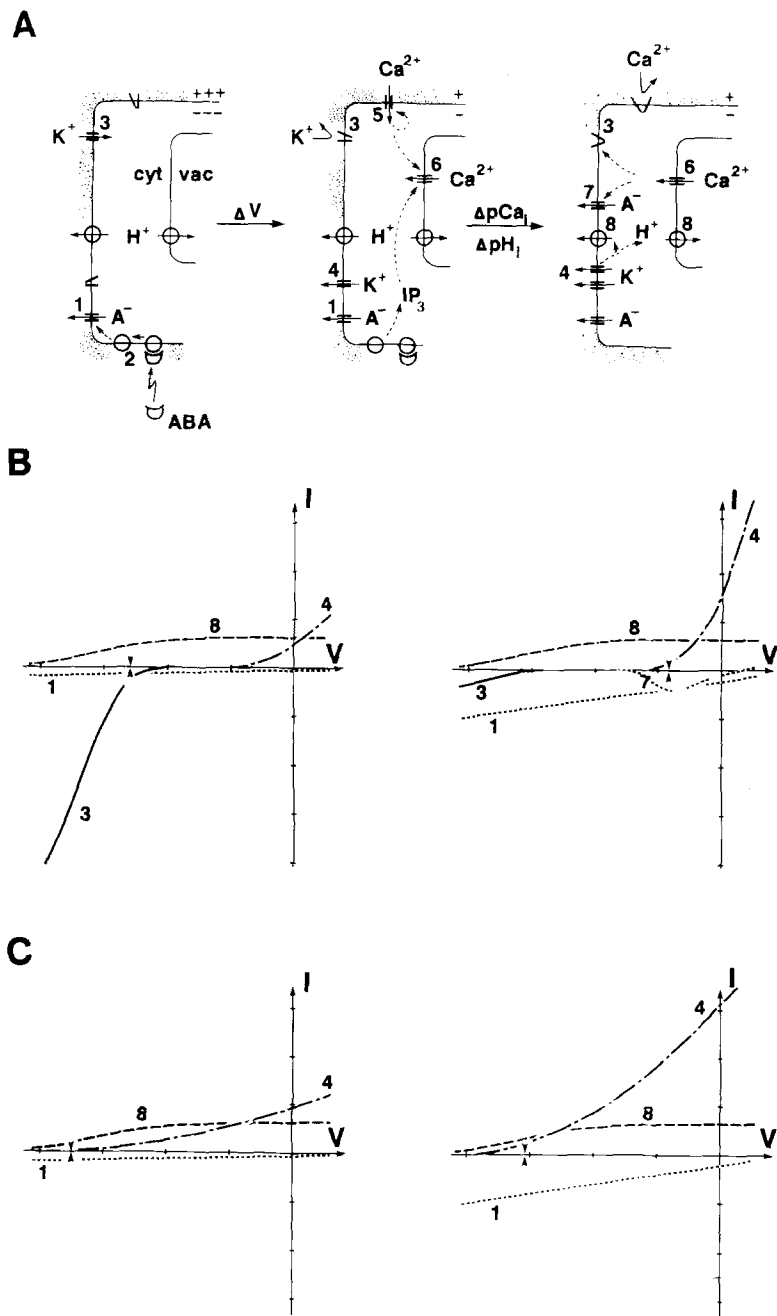 A
Ca²⁺
Ca²⁺
+++
---
+
-
+
-
K⁺
3
5
K⁺
3
3
cyt
vac
6
Ca²⁺
6
Ca²⁺
ΔV
ΔpCaᵢ
ΔpHᵢ
7
A⁻
H⁺
H⁺
8
H⁺
8
4
K⁺
4
K⁺
1
A⁻
1
A⁻
IP₃
A⁻
2
ABA
B
I
I
4
4
8
8
V
V
1
3
7
3
1
C
I
I
4
4
8
8
V
V
1
1